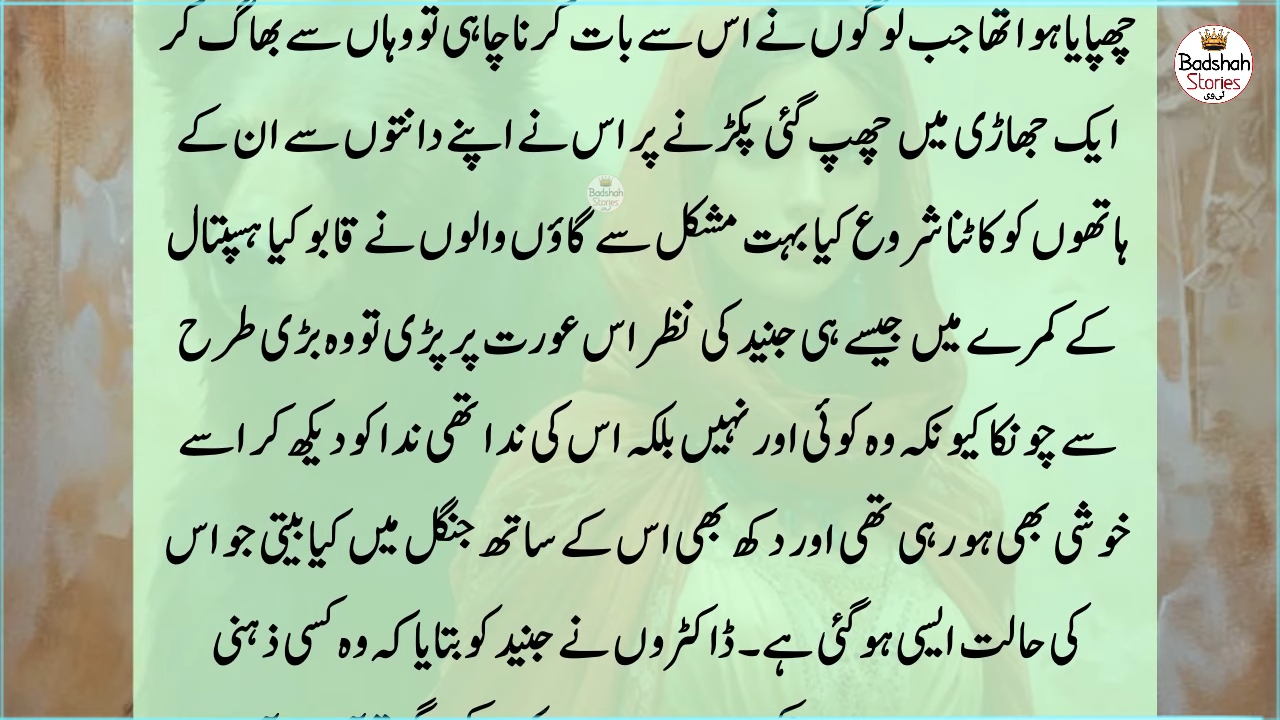 چھپایا ہوا تھا جب لوگوں نے اس سے بات کرنا چاہی تو وہاں سے بھاگ کر
ایک جھاڑی میں چھپ گئی پکڑنے پر اس نے اپنے دانتوں سے ان کے
ہاتھوں کو کاٹنا شروع کیا بہت مشکل سے گاؤں والوں نے قابو کیا ہسپتال
کے کمرے میں جیسے ہی جنید کی نظر اس عورت پر پڑی تو وہ بڑی طرح
سے چونکا کیونکہ وہ کوئی اور نہیں بلکہ اس کی ندا تھی ندا کو دیکھ کر اسے
خوشی بھی ہو رہی تھی اور دکھ بھی اس کے ساتھ جنگل میں کیا بیتی جو اس
کی حالت ایسی ہو گئی ہے۔ ڈاکٹروں نے جنید کو بتایا کہ وہ کسی ذہنی
Badshah
Stories
ٹی وی
Badshah
Stories